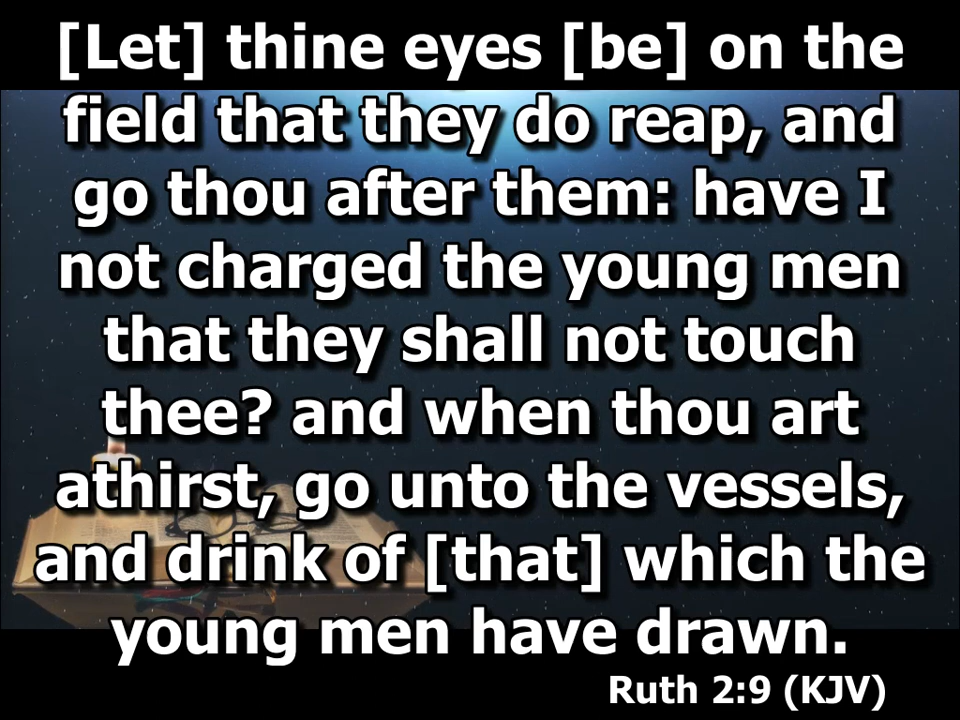 [Let] thine eyes [be] on the
field that they do reap, and
go thou after them: have I
not charged the young men
that they shall not touch
thee? and when thou art
athirst, go unto the vessels,
and drink of [that] which the
young men have drawn.
Ruth 2:9 (KJV)